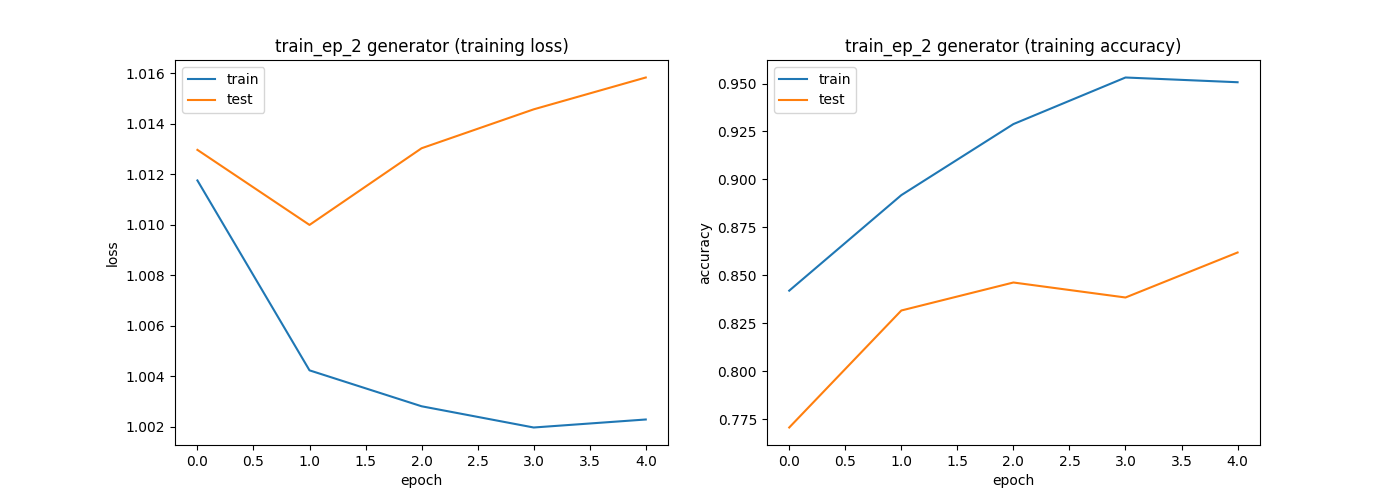 train_ep_2 generator (training loss)
train
test
1.016
1.014
1.012
1.010
1.008
1.006
1.004
1.002
loss
0.0 0.5 1.0 1.5 2.0 2.5 3.0 3.5 4.0
epoch
train_ep_2 generator (training accuracy)
train
test
0.950
0.925
0.900
0.875
0.850
0.825
0.800
0.775
accuracy
0.0 0.5 1.0 1.5 2.0 2.5 3.0 3.5 4.0
epoch